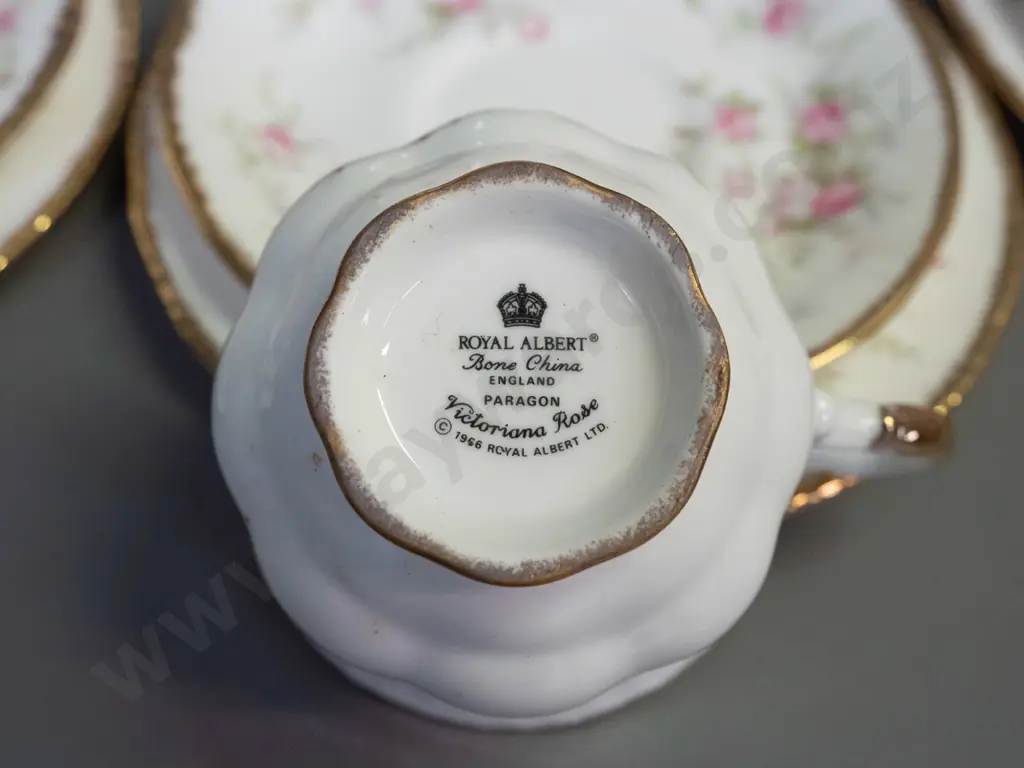 ROYAL ALBERT®
Bone China
ENGLAND
PARAGON
Victoriana Rose
© 1966 ROYAL ALBERT LTD.